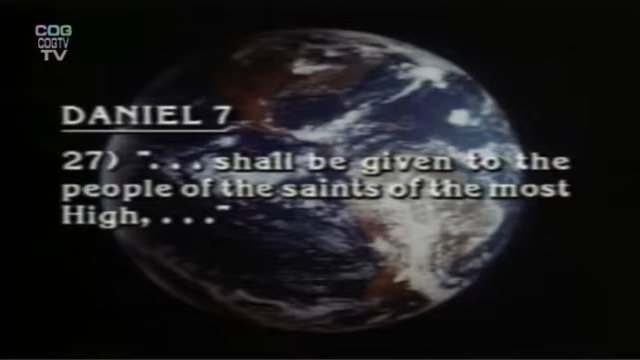 COG
COGTV
TV
DANIEL 7
27) ". . . shall be given to the
people of the saints of the most
High, . . ."